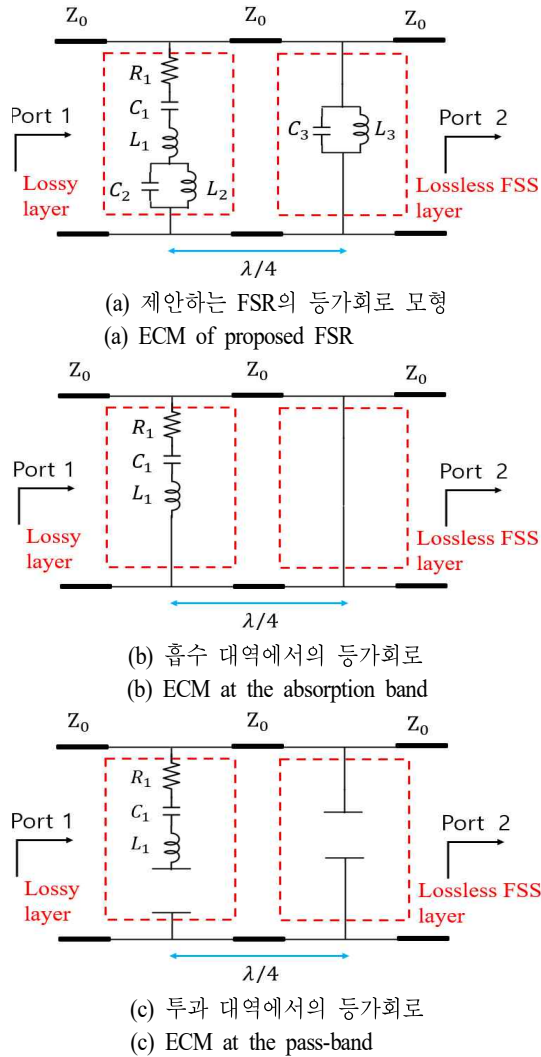 Z₀ Z₀ Z₀
R₁
C₁
L₁
C₂ L₂
C₃ L₃
Port 1
Port 2
Lossy
layer
Lossless FSS
layer
λ/4
(a) 제안하는 FSR의 등가회로 모형
(a) ECM of proposed FSR
Z₀ Z₀ Z₀
R₁
C₁
L₁
Port 1
Port 2
Lossy
layer
Lossless FSS
layer
λ/4
(b) 흡수 대역에서의 등가회로
(b) ECM at the absorption band
Z₀ Z₀ Z₀
R₁
C₁
L₁
Port 1
Port 2
Lossy
layer
Lossless FSS
layer
λ/4
(c) 투과 대역에서의 등가회로
(c) ECM at the pass-band